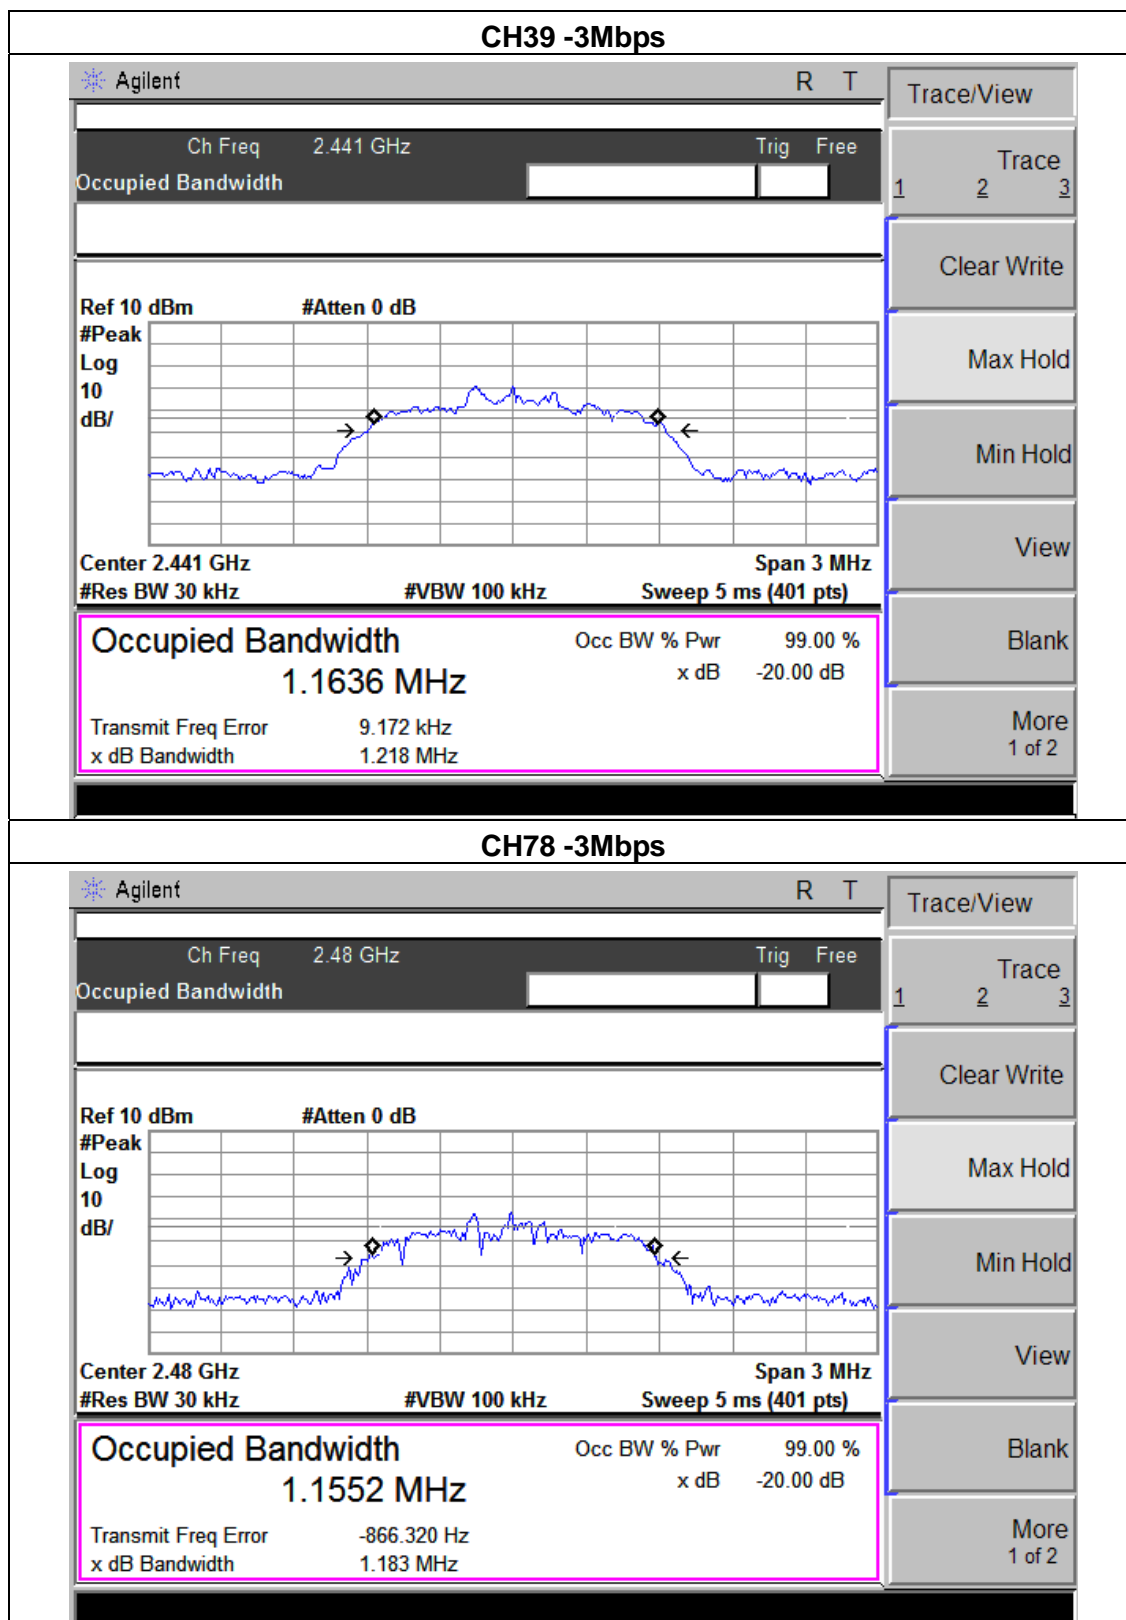 CH39 -3Mbps
Agilent R T
Trace/View
Ch Freq 2.441 GHz Trig Free
Occupied Bandwidth
Trace
1 2 3
Clear Write
Ref 10 dBm #Atten 0 dB
#Peak
Log
10
dB/
Max Hold
Min Hold
View
Center 2.441 GHz Span 3 MHz
#Res BW 30 kHz #VBW 100 kHz Sweep 5 ms (401 pts)
Occupied Bandwidth Occ BW % Pwr 99.00 %
1.1636 MHz x dB -20.00 dB
Blank
Transmit Freq Error 9.172 kHz
x dB Bandwidth 1.218 MHz
More
1 of 2
CH78 -3Mbps
Agilent R T
Trace/View
Ch Freq 2.48 GHz Trig Free
Occupied Bandwidth
Trace
1 2 3
Clear Write
Ref 10 dBm #Atten 0 dB
#Peak
Log
10
dB/
Max Hold
Min Hold
View
Center 2.48 GHz Span 3 MHz
#Res BW 30 kHz #VBW 100 kHz Sweep 5 ms (401 pts)
Occupied Bandwidth Occ BW % Pwr 99.00 %
1.1552 MHz x dB -20.00 dB
Blank
Transmit Freq Error -866.320 Hz
x dB Bandwidth 1.183 MHz
More
1 of 2